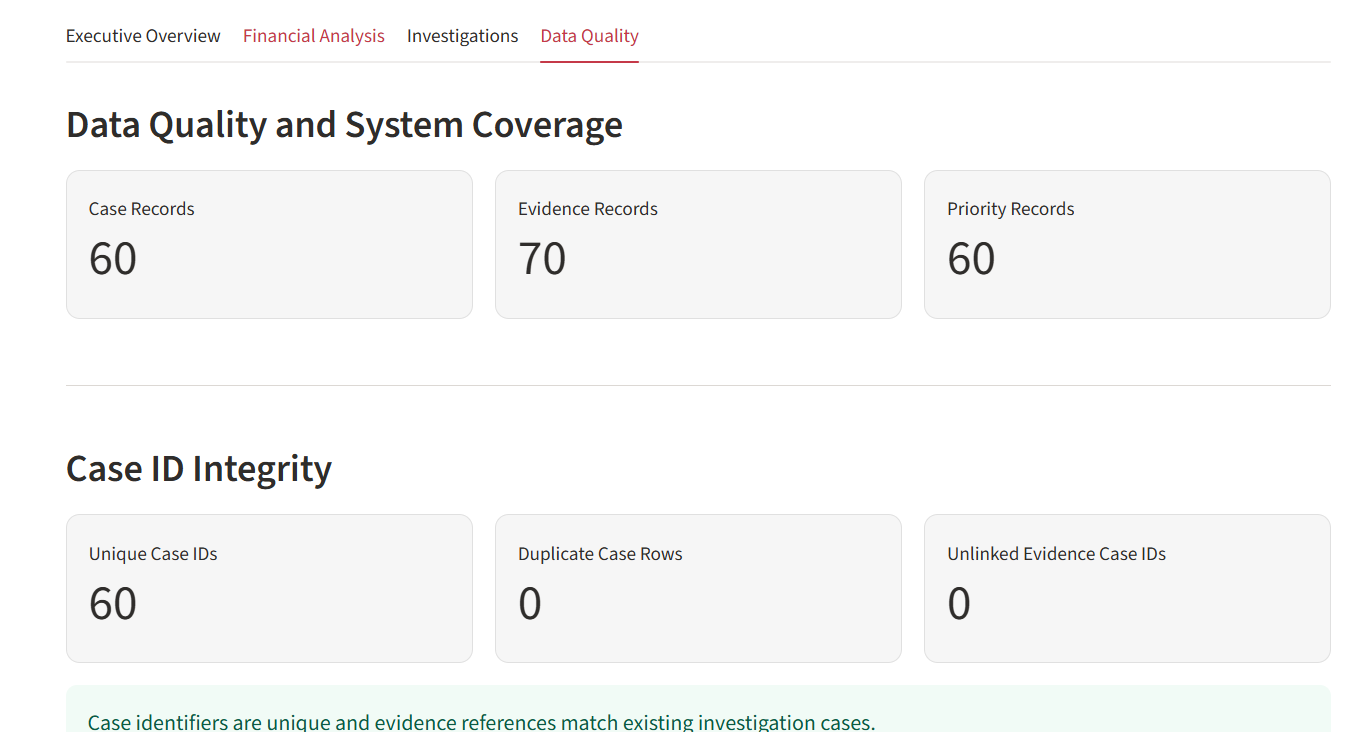 Executive Overview Financial Analysis Investigations Data Quality
Data Quality and System Coverage
Case Records
60
Evidence Records
70
Priority Records
60
Case ID Integrity
Unique Case IDs
60
Duplicate Case Rows
0
Unlinked Evidence Case IDs
0
Case identifiers are unique and evidence references match existing investigation cases.